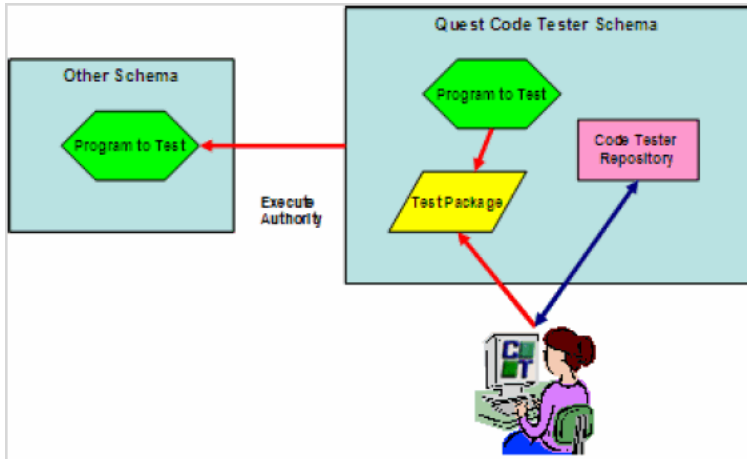 Quest Code Tester Schema
Other Schema
Program to Test
Program to Test
Code Tester
Repository
Test Package
Execute
Authority
C
T